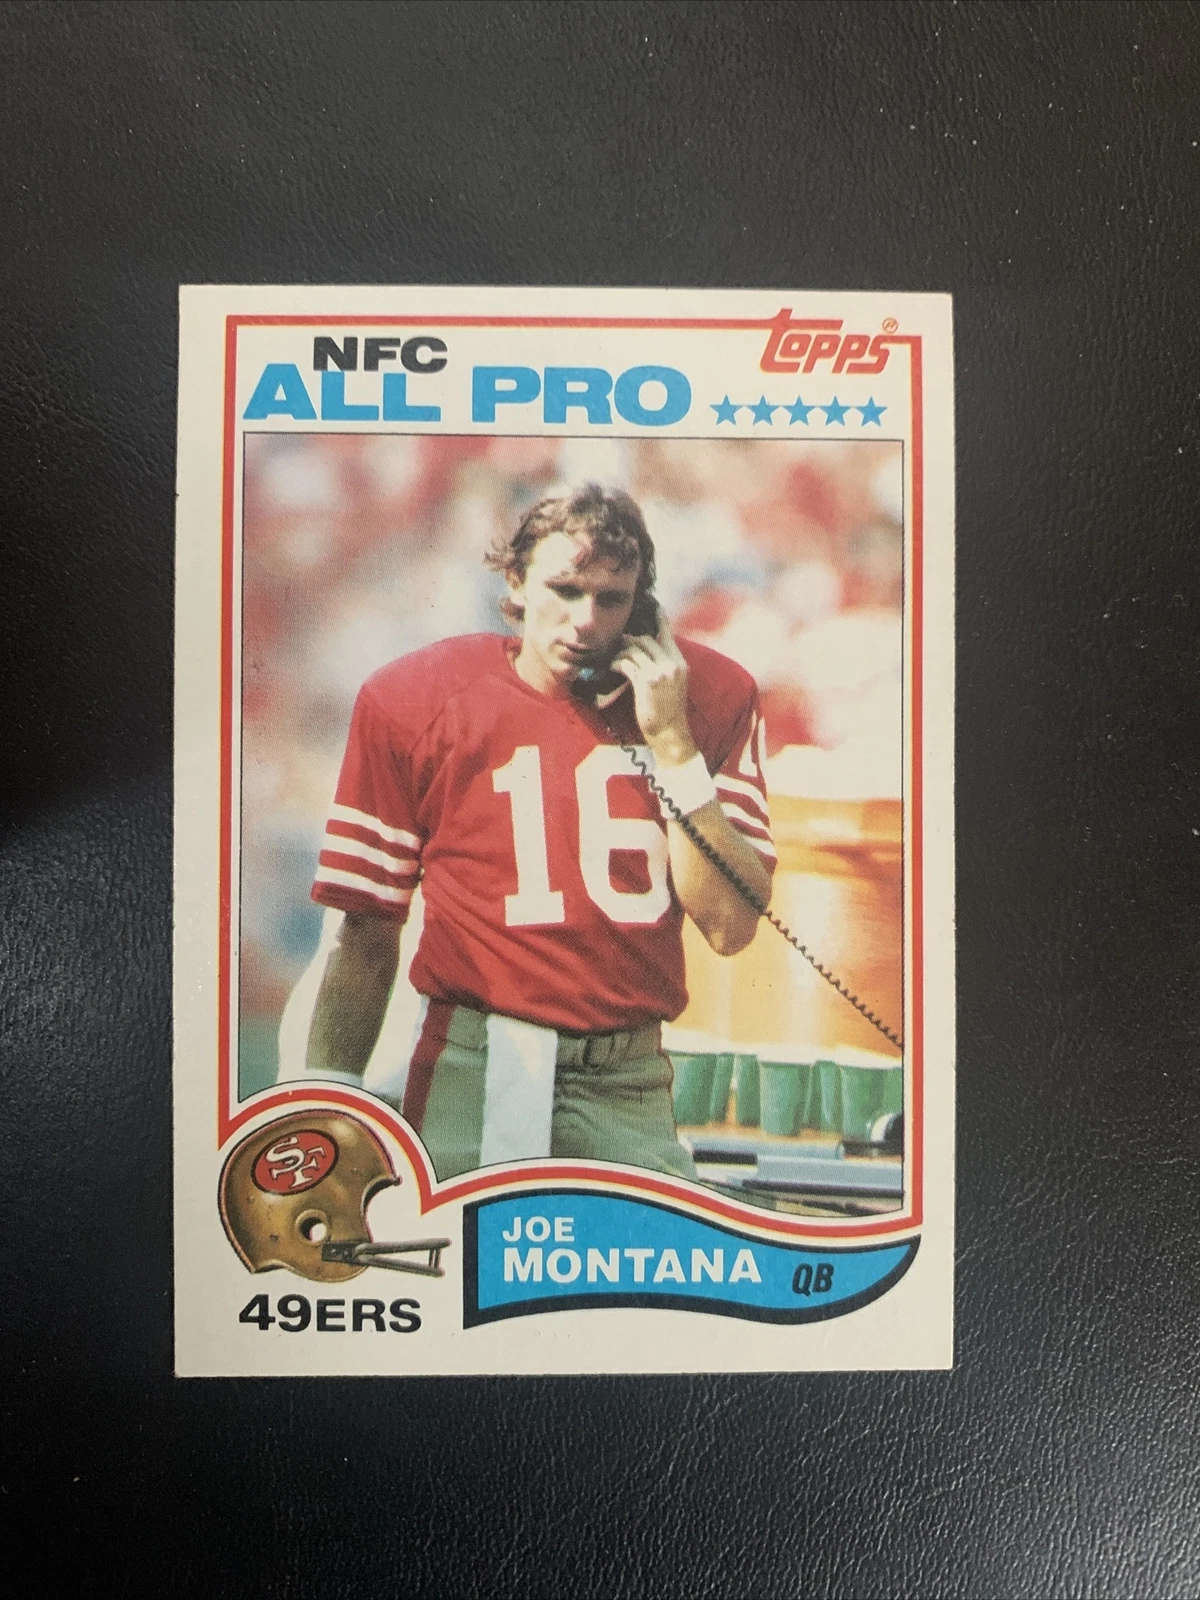 NFC
ALL PRO
Topps®
16
SF
JOE
MONTANA
QB
49ERS